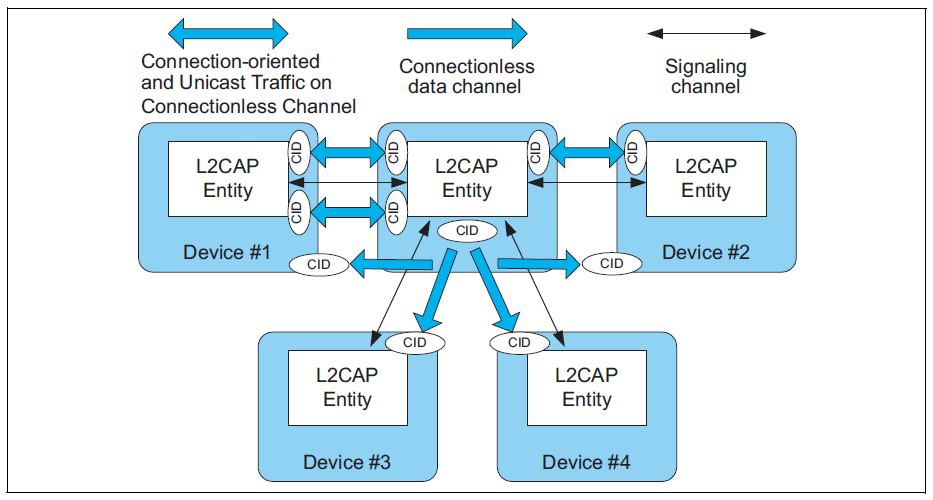 Connection-oriented
and Unicast Traffic on
Connectionless Channel
Connectionless
data channel
Signaling
channel
L2CAP
Entity
CID
CID
Device #1
CID
CID
CID
L2CAP
Entity
CID
CID
CID
L2CAP
Entity
Device #2
CID
CID
CID
L2CAP
Entity
Device #3
CID
L2CAP
Entity
Device #4